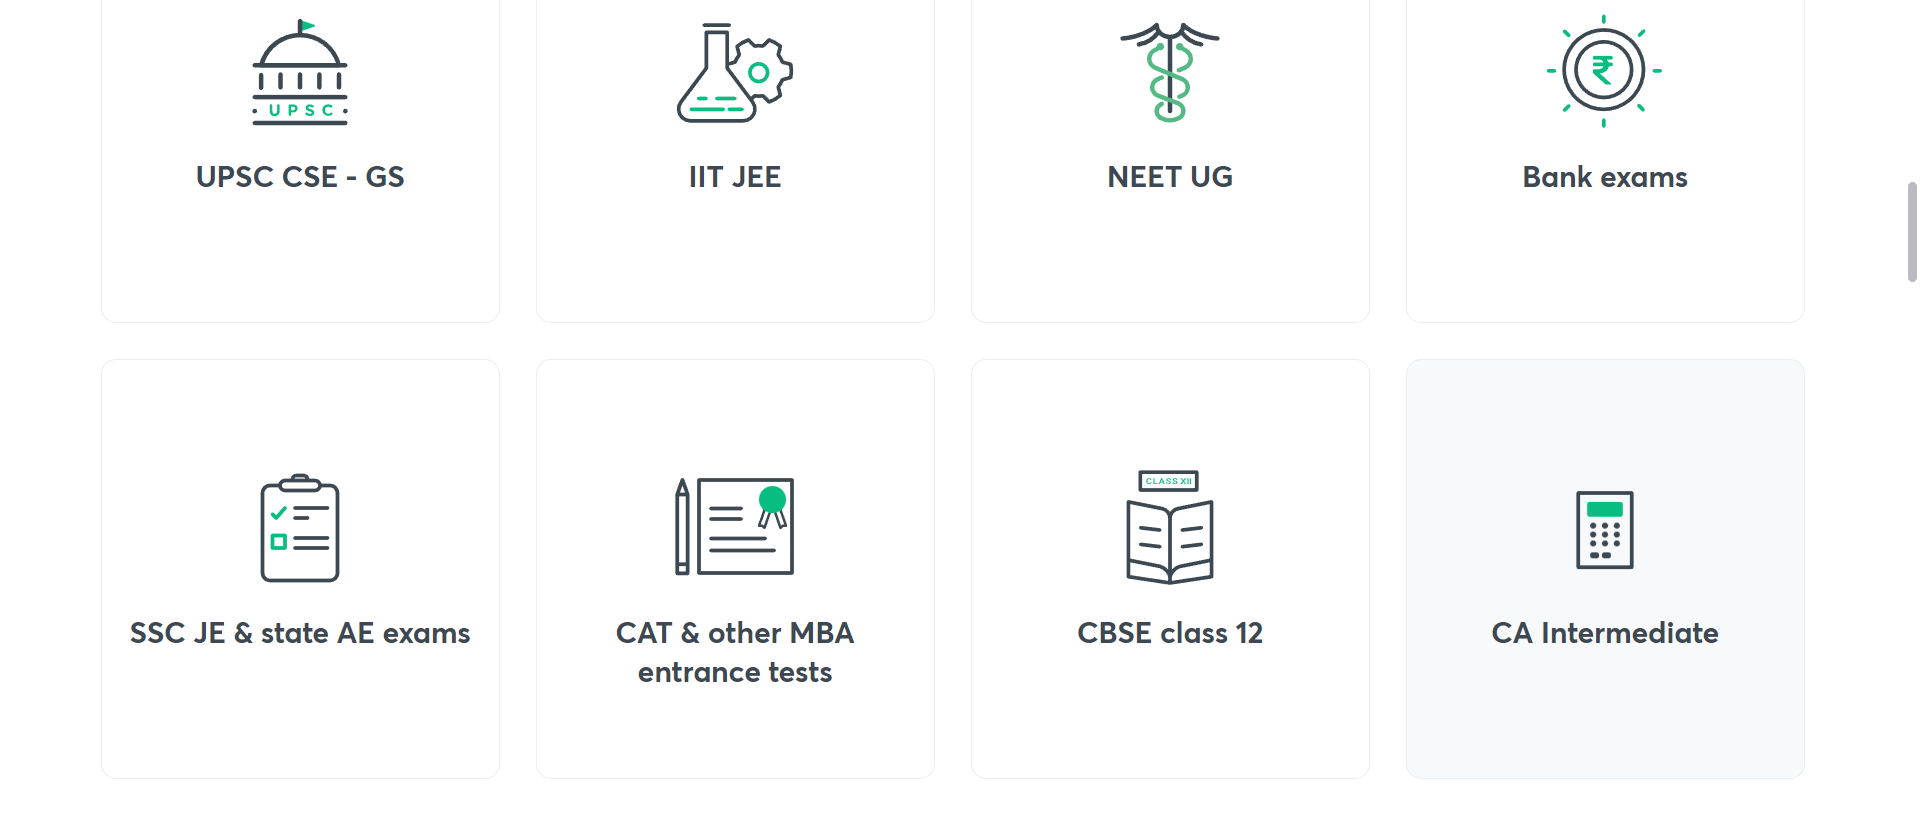 UPSC
UPSC CSE - GS
IIT JEE
NEET UG
₹
Bank exams
SSC JE & state AE exams
CAT & other MBA
entrance tests
CLASS XII
CBSE class 12
CA Intermediate